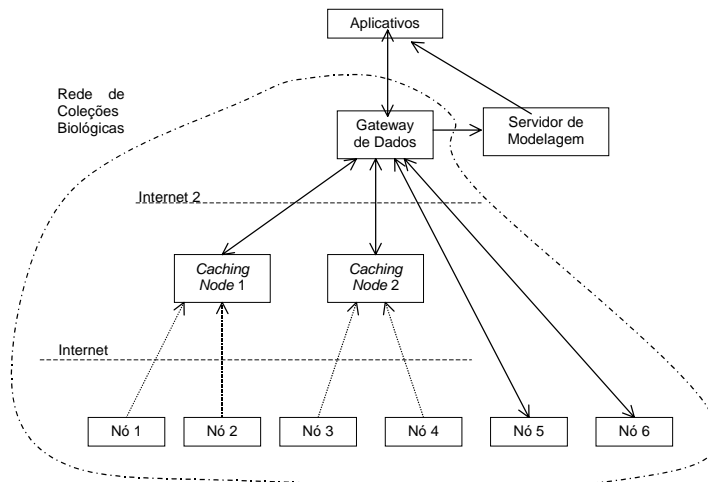 Aplicativos
Rede de
Coleções
Biológicas
Gateway
de Dados
Servidor de
Modelagem
Internet 2
Caching
Node 1
Caching
Node 2
Internet
Nó 1
Nó 2
Nó 3
Nó 4
Nó 5
Nó 6